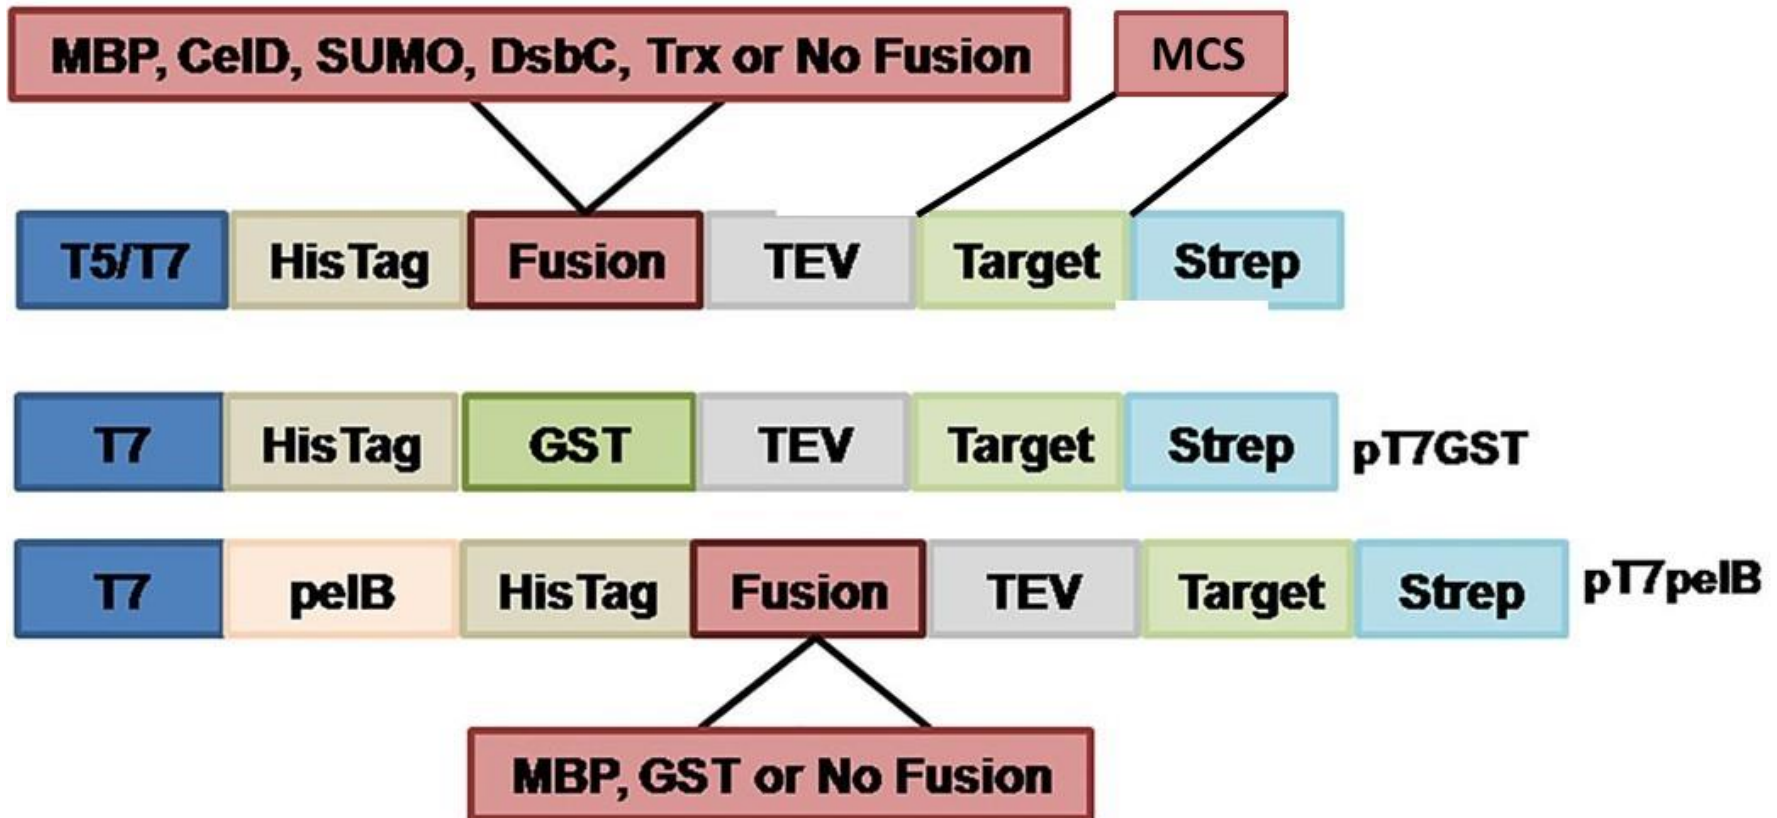 MBP, CelD, SUMO, DsbC, Trx or No Fusion
MCS
T5/T7 HisTag Fusion TEV Target Strep
T7 HisTag GST TEV Target Strep pT7GST
T7 pelB HisTag Fusion TEV Target Strep pT7pelB
MBP, GST or No Fusion